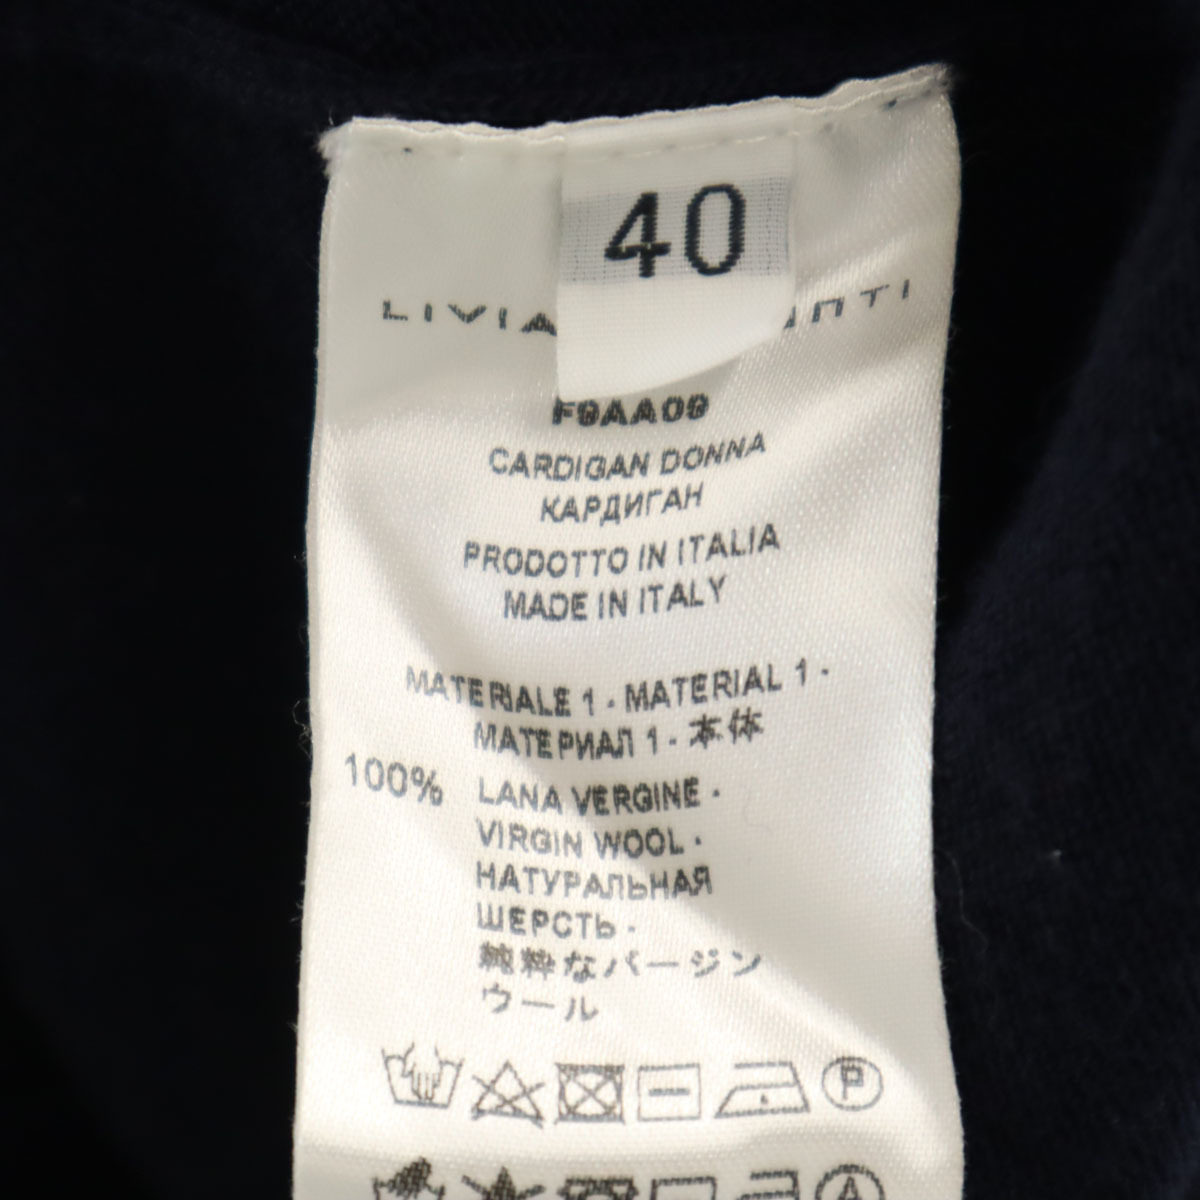 40
F9AA09
CARDIGAN DONNA
КАРДИГАН
PRODOTTO IN ITALIA
MADE IN ITALY
MATERIALE 1 · MATERIAL 1 ·
МАТЕРИАЛ 1 · 本体
100% LANA VERGINE ·
VIRGIN WOOL ·
НАТУРАЛЬНАЯ
ШЕРСТЬ ·
純粋なバージン
ウール
P
A